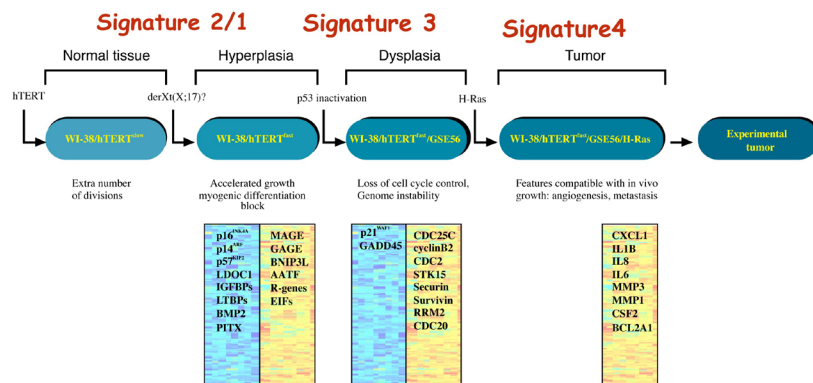 Signature 2/1
Signature 3
Signature4
Normal tissue
Hyperplasia
Dysplasia
Tumor
hTERT
derXt(X;17)?
p53 inactivation
H-Ras
WI-38/hTERTslow
WI-38/hTERTfast
WI-38/hTERTfast/GSE56
WI-38/hTERTfast/GSE56/H-Ras
Experimental
tumor
Extra number
of divisions
Accelerated growth
myogenic differentiation
block
Loss of cell cycle control,
Genome instability
Features compatible with in vivo
growth: angiogenesis, metastasis
p16INK4A
p14ARF
p57KIP2
LDOC1
IGFBPs
LTBPs
BMP2
PITX
MAGE
GAGE
BNIP3L
AATF
R-genes
EIFs
p21WAF1
GADD45
CDC25C
cyclinB2
CDC2
STK15
Securin
Survivin
RRM2
CDC20
CXCL1
IL1B
IL8
IL6
MMP3
MMP1
CSF2
BCL2A1